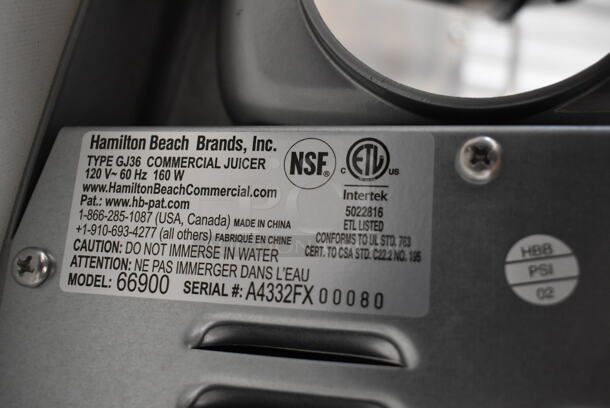 Hamilton Beach Brands, Inc.
TYPE GJ36 COMMERCIAL JUICER
120 V~ 60 Hz 160 W
www.HamiltonBeachCommercial.com
Pat.: www.hb-pat.com
1-866-285-1087 (USA, Canada) MADE IN CHINA
+1-910-693-4277 (all others) FABRIQUÉ EN CHINE
CAUTION: DO NOT IMMERSE IN WATER
ATTENTION: NE PAS IMMERGER DANS L'EAU
MODEL: 66900 SERIAL #: A4332FX 00080
NSF®
C ETL US
Intertek
5022816
ETL LISTED
CONFORMS TO UL STD. 763
CERT. TO CSA STD. C22.2 NO. 195
HBB
PSI
02